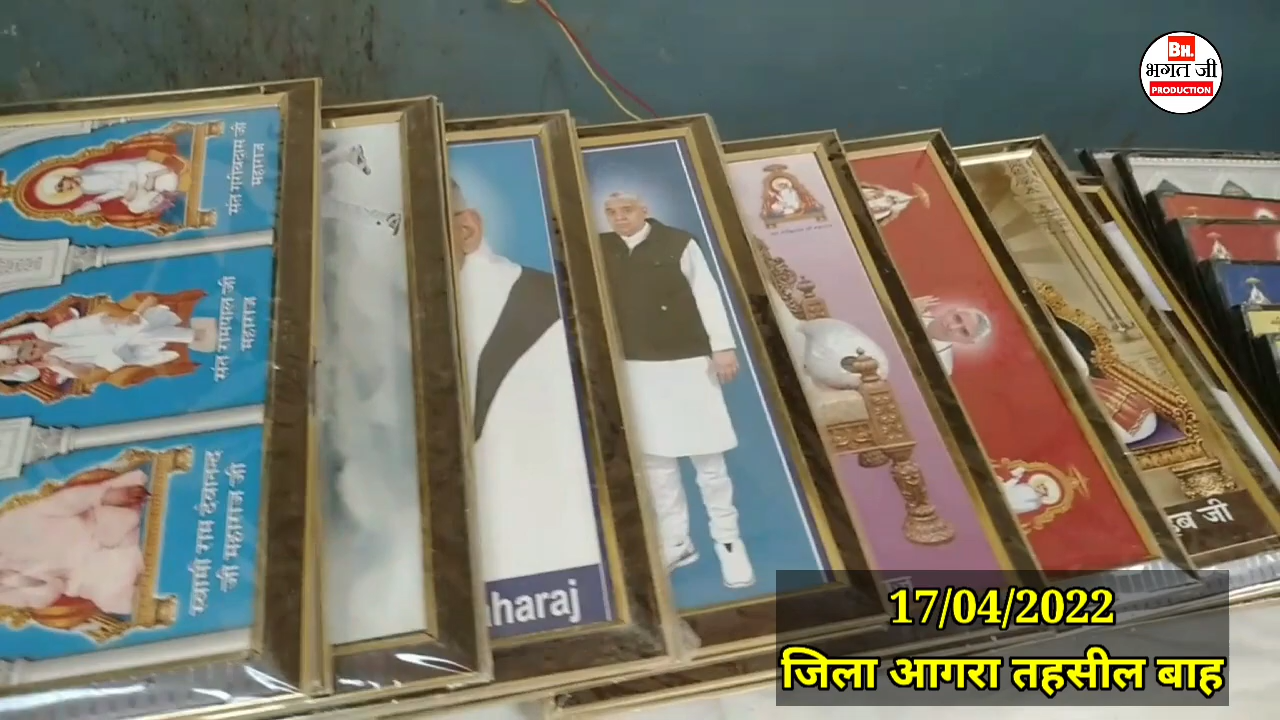 BH.
भगत जी
PRODUCTION
संत गरीबदास जी
महाराज
संत रामपाल जी
महाराज
स्वामी राम देवानन्द
जी महाराज जी
haraj
ब जी
17/04/2022
जिला आगरा तहसील बाह